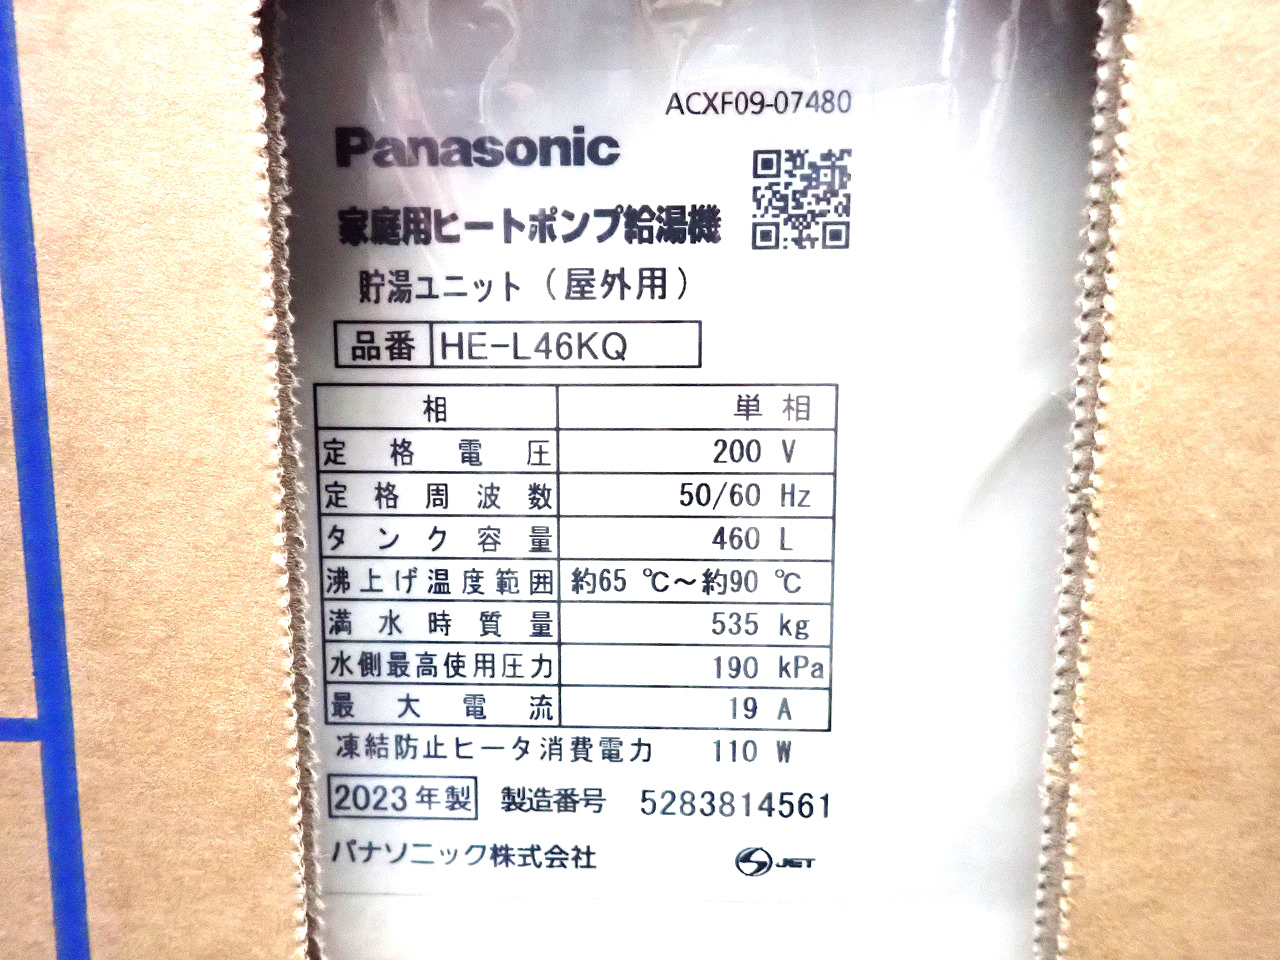 ACXF09-07480
Panasonic
家庭用ヒートポンプ給湯機
貯湯ユニット（屋外用）
品番 HE-L46KQ
相 単相
定格電圧 200 V
定格周波数 50/60 Hz
タンク容量 460 L
沸上げ温度範囲 約65 ℃～約90 ℃
満水時質量 535 kg
水側最高使用圧力 190 kPa
最大電流 19 A
凍結防止ヒータ消費電力 110 W
2023年製 製造番号 5283814561
パナソニック株式会社
JET